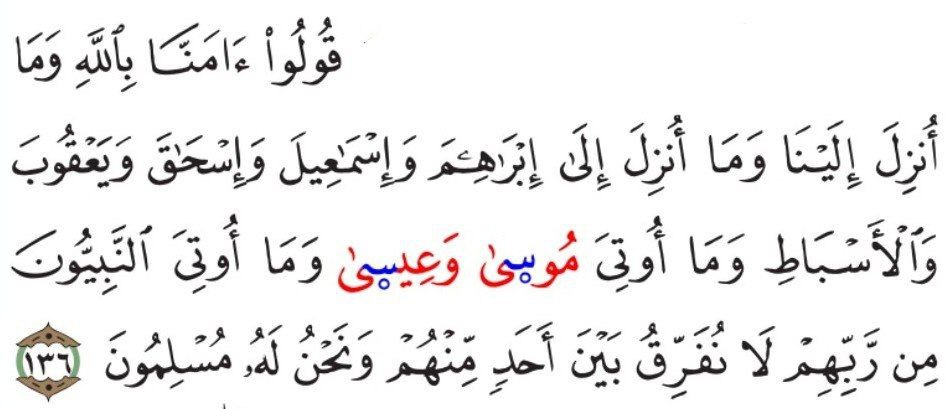 قُولُوٓا۟ ءَامَنَّا بِٱللَّهِ وَمَا
أُنزِلَ إِلَيْنَا وَمَا أُنزِلَ إِلَىٰ إِبْرَٰهِـۧمَ وَإِسْمَـٰعِيلَ وَإِسْحَـٰقَ وَيَعْقُوبَ
وَٱلْأَسْبَاطِ وَمَا أُوتِىَ مُوسٜىٰ وَعِيسٜىٰ وَمَا أُوتِىَ ٱلنَّبِيُّونَ
مِن رَّبِّهِمْ لَا نُفَرِّقُ بَيْنَ أَحَدٍ مِّنْهُمْ وَنَحْنُ لَهُۥ مُسْلِمُونَ ١٣٦